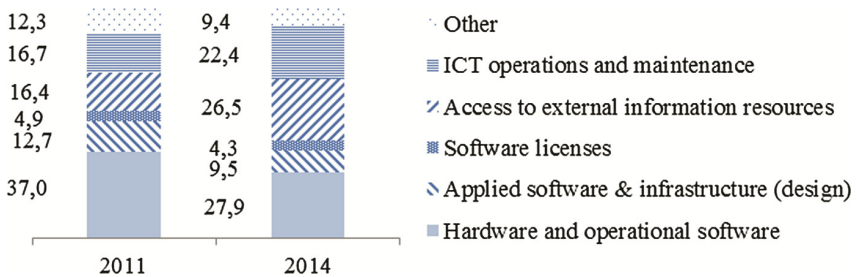 12,3
16,7
16,4
4,9
12,7
37,0
9,4
22,4
26,5
4,3
9,5
27,9
2011
2014
Other
ICT operations and maintenance
Access to external information resources
Software licenses
Applied software & infrastructure (design)
Hardware and operational software